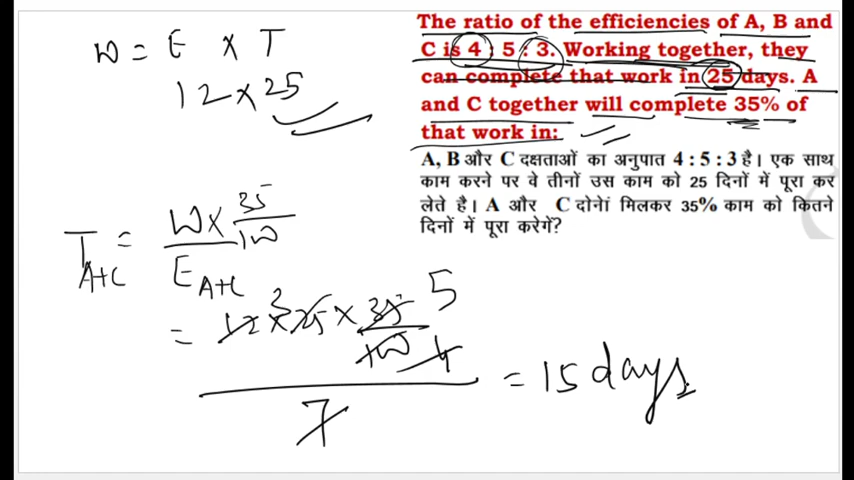 The ratio of the efficiencies of A, B and
C is 4 : 5 : 3. Working together, they
can complete that work in 25 days. A
and C together will complete 35% of
that work in:
A, B और C दक्षताओं का अनुपात 4 : 5 : 3 है। एक साथ
काम करने पर वे तीनों उस काम को 25 दिनों में पूरा कर
लेते है। A और C दोनों मिलकर 35% काम को कितने
दिनों में पूरा करेगें?
W = E × T
12 × 25
T A+C = W × 35/100 / E A+C
= 12 3 × 25 × 35 5 / 100 4 / 7 = 15 days